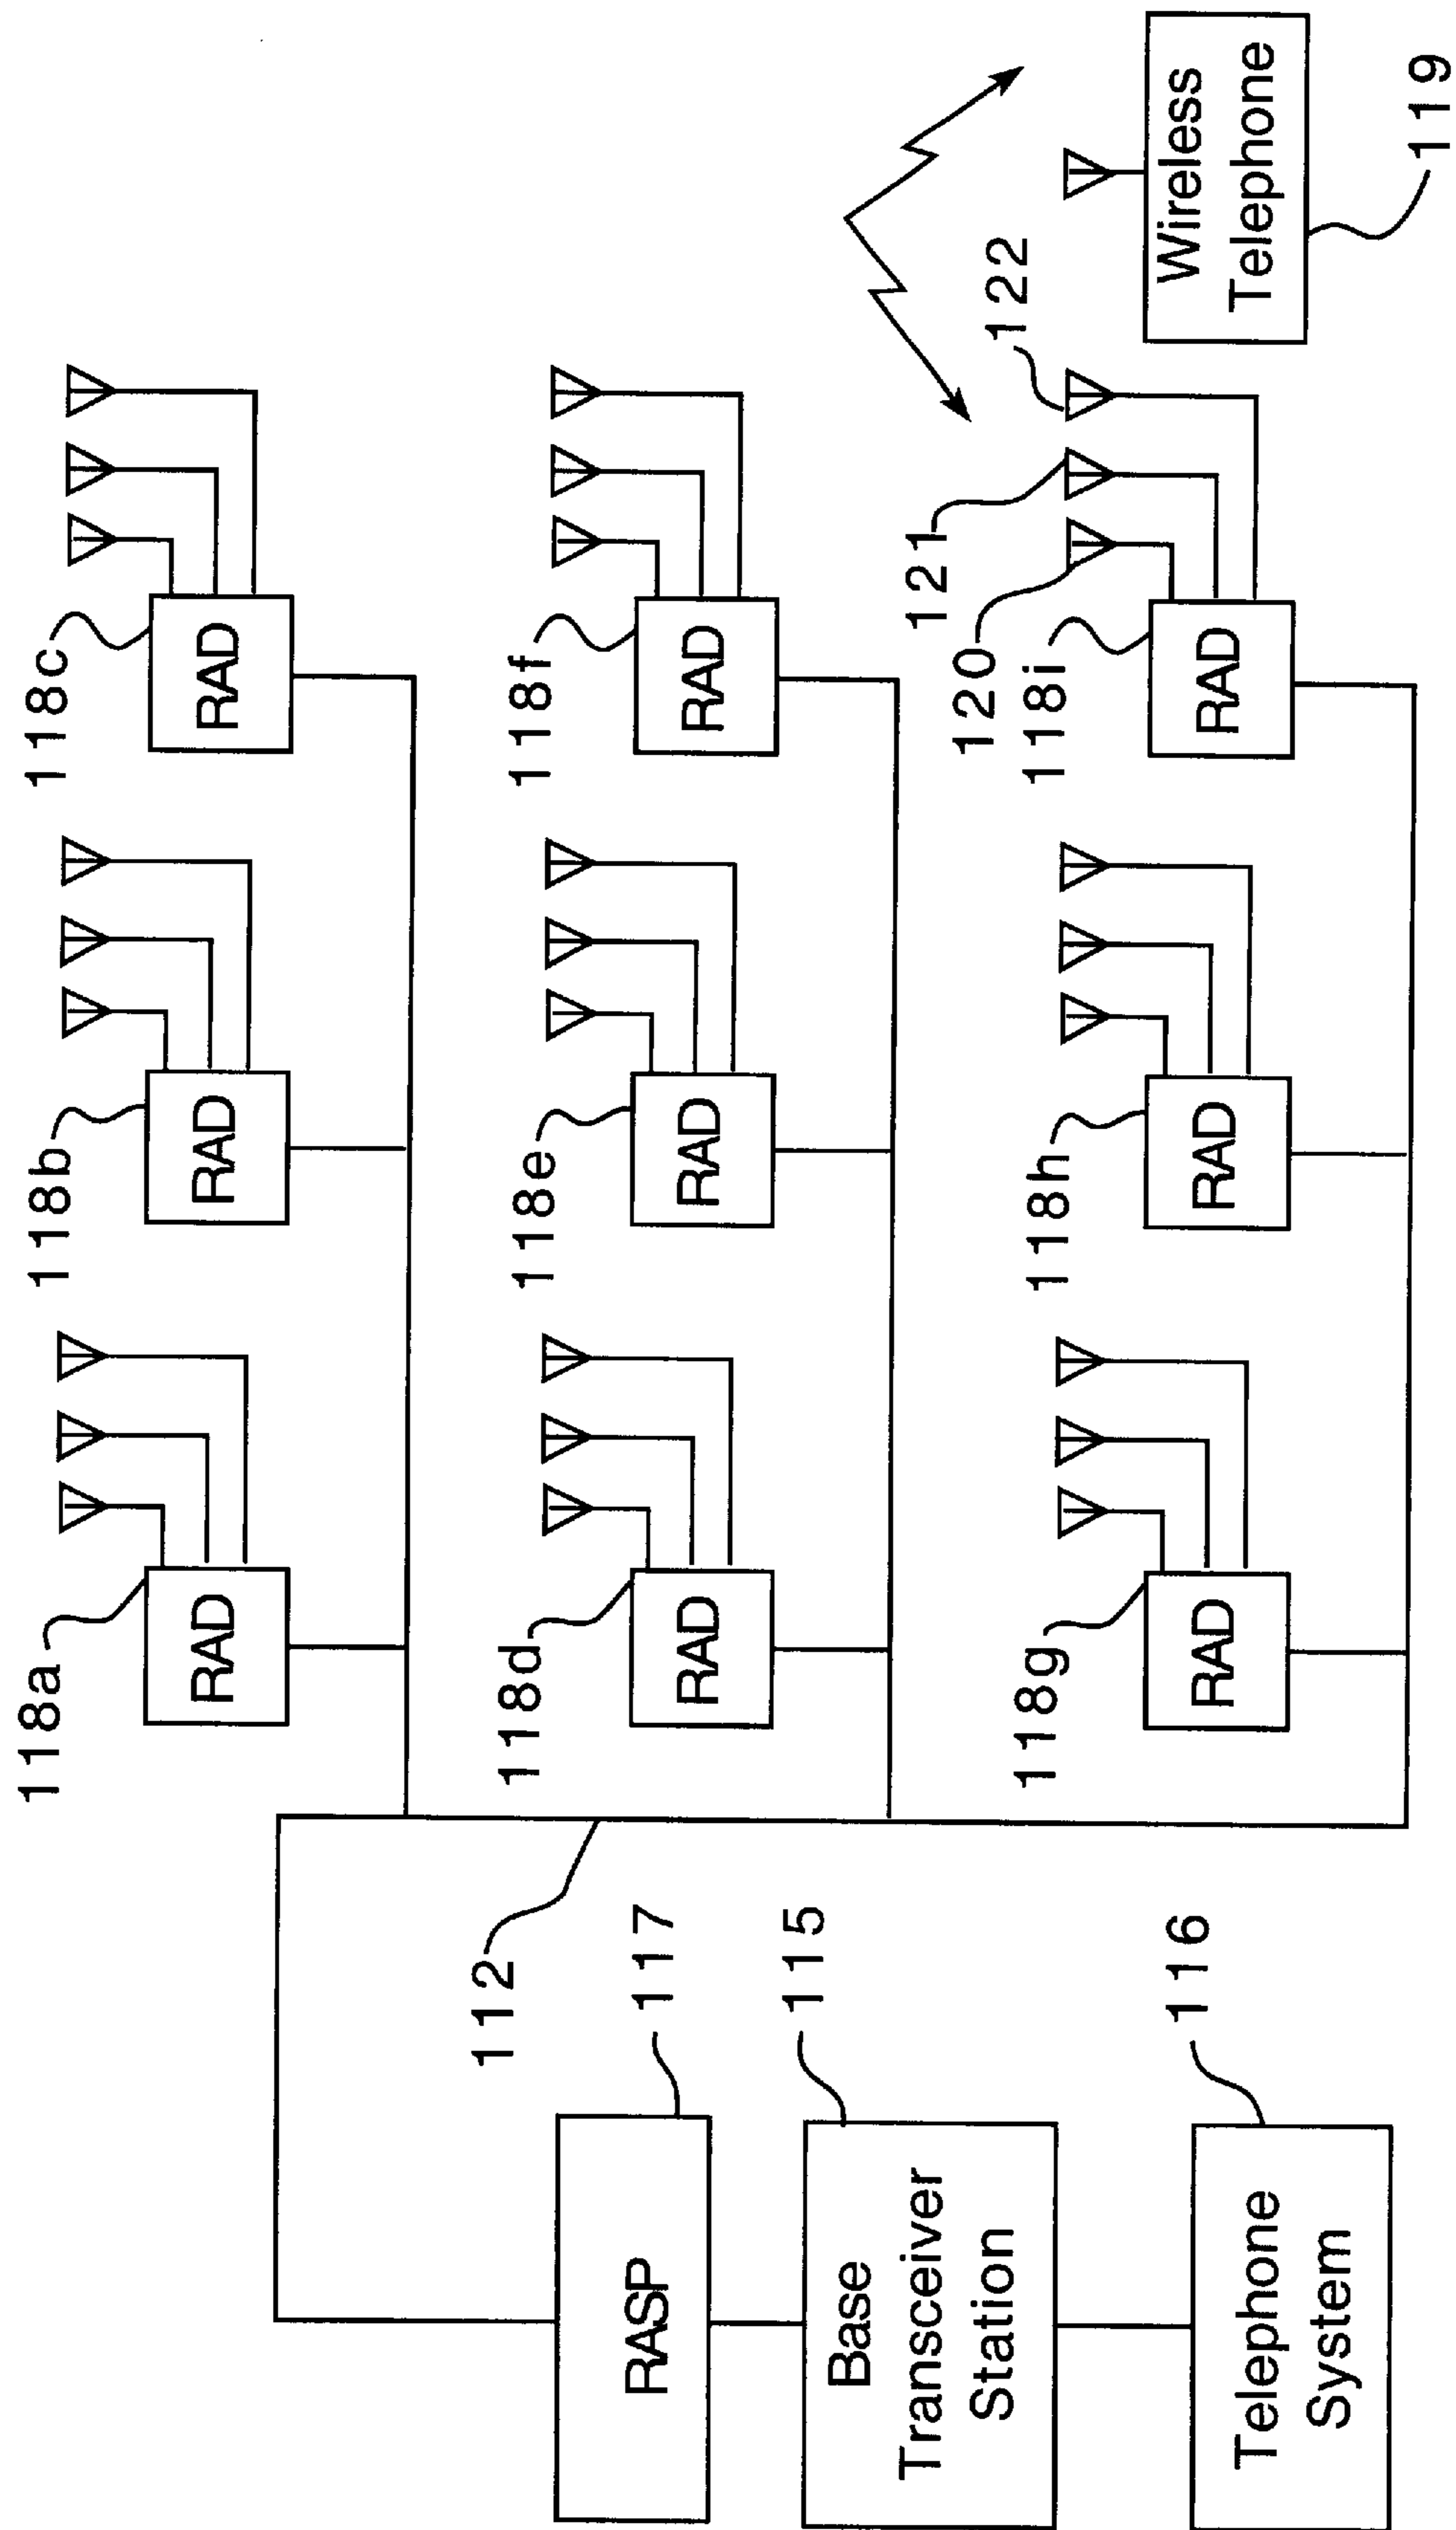 118a
118b
118c
RAD
RAD
RAD
118d
118e
118f
RAD
RAD
RAD
112
117
RASP
115
Base
Transceiver
Station
116
Telephone
System
118g
118h
118i
120
121
122
RAD
RAD
RAD
Wireless
Telephone
119